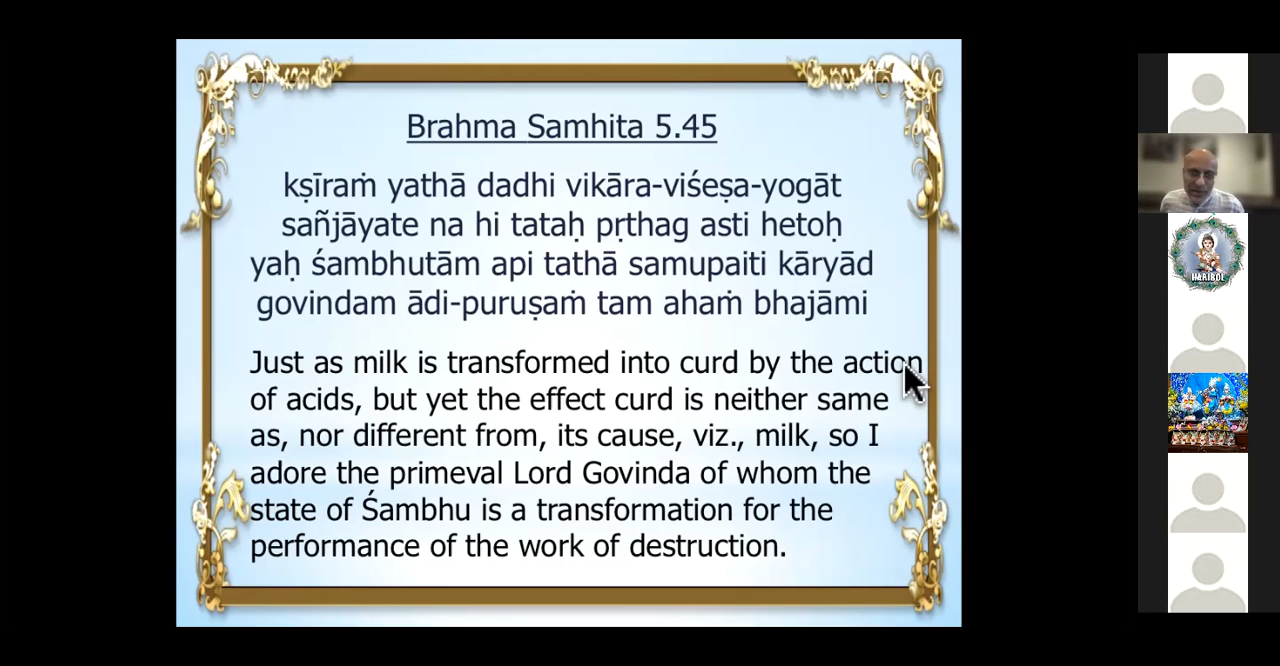 Brahma Samhita 5.45
kṣīraṁ yathā dadhi vikāra-viśeṣa-yogāt
sañjāyate na hi tataḥ pṛthag asti hetoḥ
yaḥ śambhutām api tathā samupaiti kāryād
govindam ādi-puruṣaṁ tam ahaṁ bhajāmi
Just as milk is transformed into curd by the action
of acids, but yet the effect curd is neither same
as, nor different from, its cause, viz., milk, so I
adore the primeval Lord Govinda of whom the
state of Śambhu is a transformation for the
performance of the work of destruction.
HARIBOL